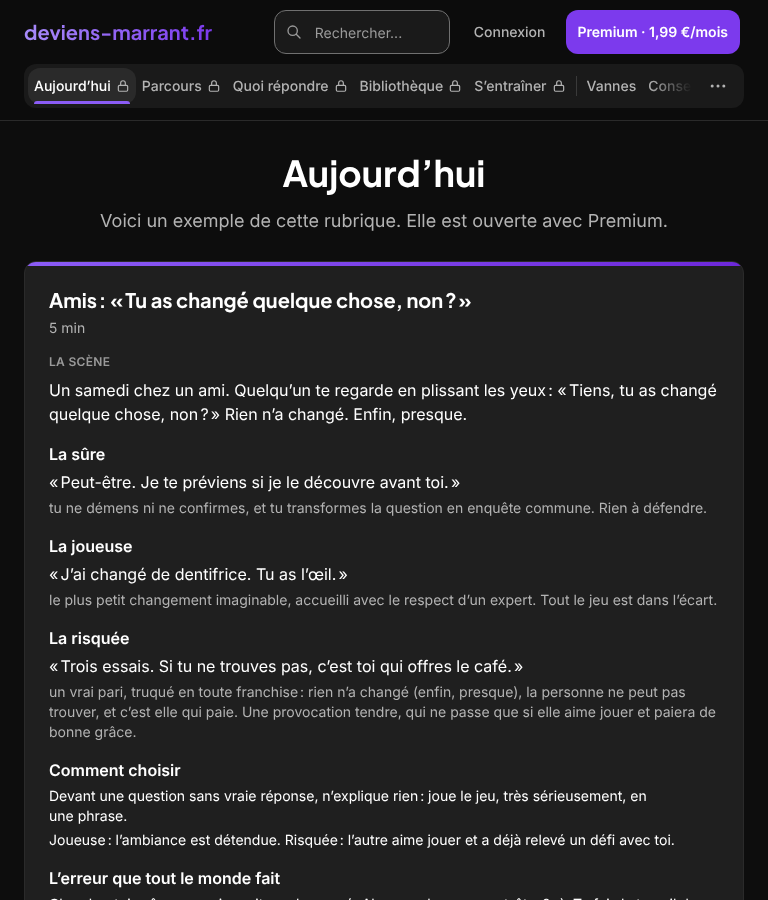 deviens-marrant.fr
Rechercher...
Connexion
Premium · 1,99 €/mois
Aujourd’hui
Parcours
Quoi répondre
Bibliothèque
S’entraîner
Vannes
Aujourd’hui
Voici un exemple de cette rubrique. Elle est ouverte avec Premium.
Amis : « Tu as changé quelque chose, non ? »
5 min
LA SCÈNE
Un samedi chez un ami. Quelqu’un te regarde en plissant les yeux : « Tiens, tu as changé
quelque chose, non ? » Rien n’a changé. Enfin, presque.
La sûre
« Peut-être. Je te préviens si je le découvre avant toi. »
tu ne démens ni ne confirmes, et tu transformes la question en enquête commune. Rien à défendre.
La joueuse
« J’ai changé de dentifrice. Tu as l’œil. »
le plus petit changement imaginable, accueilli avec le respect d’un expert. Tout le jeu est dans l’écart.
La risquée
« Trois essais. Si tu ne trouves pas, c’est toi qui offres le café. »
un vrai pari, truqué en toute franchise : rien n’a changé (enfin, presque), la personne ne peut pas
trouver, et c’est elle qui paie. Une provocation tendre, qui ne passe que si elle aime jouer et paiera de
bonne grâce.
Comment choisir
Devant une question sans vraie réponse, n’explique rien : joue le jeu, très sérieusement, en
une phrase.
Joueuse : l’ambiance est détendue. Risquée : l’autre aime jouer et a déjà relevé un défi avec toi.
L’erreur que tout le monde fait